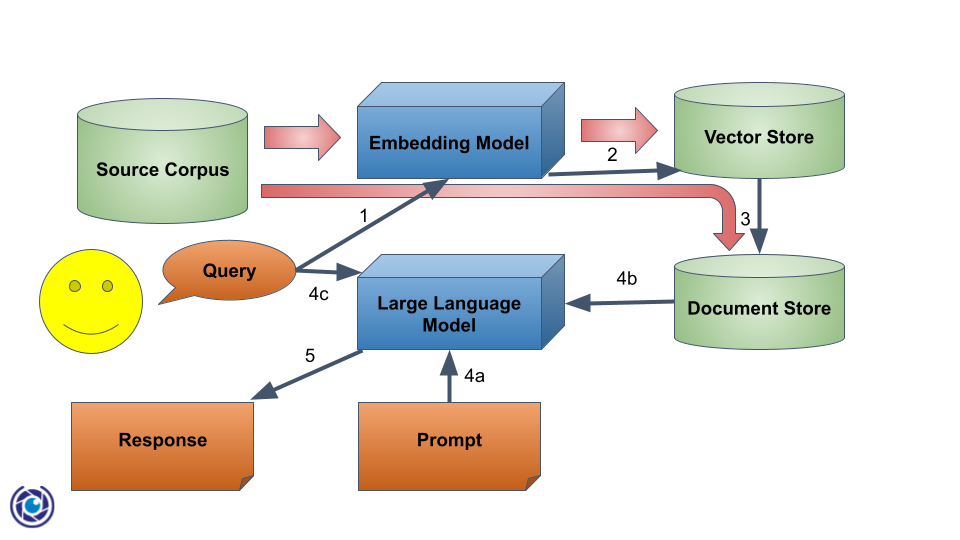 Embedding Model
Vector Store
2
Source Corpus
1
3
Query
4c
4b
Large Language
Model
Document Store
5
4a
Response
Prompt